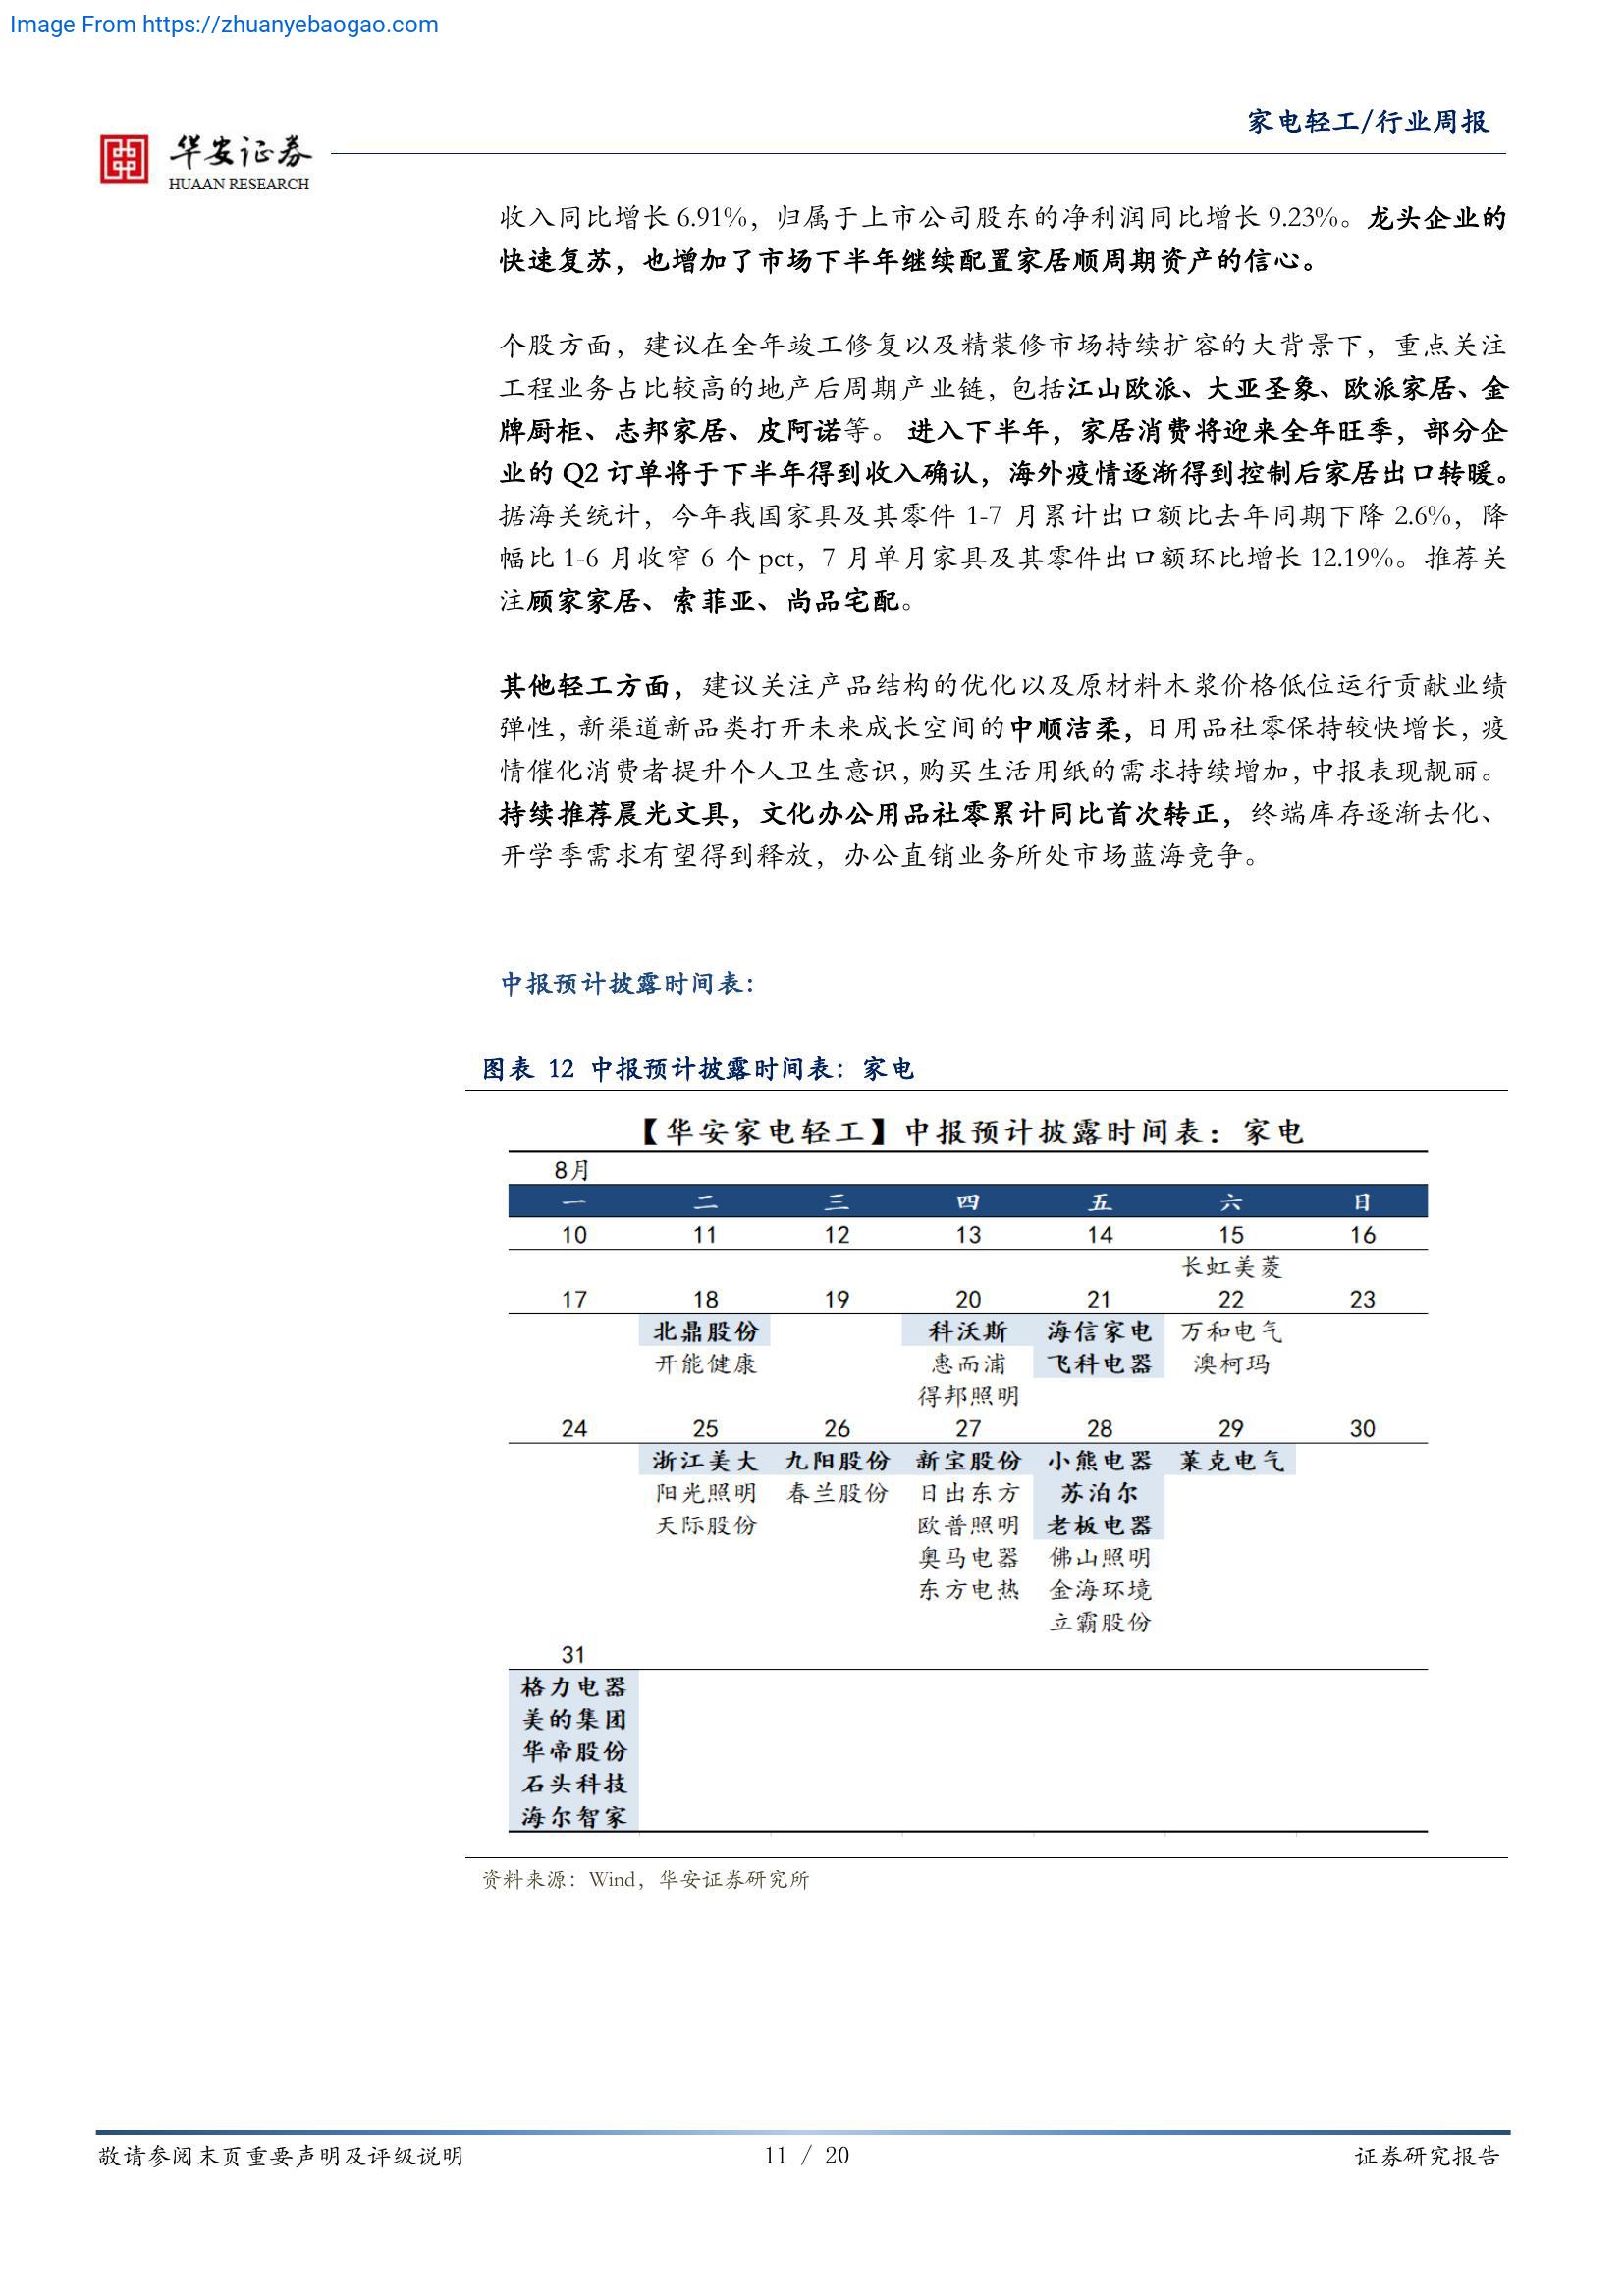 Image From https://zhuanyebaogao.com
家电轻工/行业周报
华安证券
HUAAN RESEARCH
收入同比增长 6.91%，归属于上市公司股东的净利润同比增长 9.23%。龙头企业的
快速复苏，也增加了市场下半年继续配置家居顺周期资产的信心。
个股方面，建议在全年竣工修复以及精装修市场持续扩容的大背景下，重点关注
工程业务占比较高的地产后周期产业链，包括江山欧派、大亚圣象、欧派家居、金
牌厨柜、志邦家居、皮阿诺等。 进入下半年，家居消费将迎来全年旺季，部分企
业的 Q2 订单将于下半年得到收入确认，海外疫情逐渐得到控制后家居出口转暖。
据海关统计，今年我国家具及其零件 1-7 月累计出口额比去年同期下降 2.6%，降
幅比 1-6 月收窄 6 个 pct，7 月单月家具及其零件出口额环比增长 12.19%。推荐关
注顾家家居、索菲亚、尚品宅配。
其他轻工方面，建议关注产品结构的优化以及原材料木浆价格低位运行贡献业绩
弹性，新渠道新品类打开未来成长空间的中顺洁柔，日用品社零保持较快增长，疫
情催化消费者提升个人卫生意识，购买生活用纸的需求持续增加，中报表现靓丽。
持续推荐晨光文具，文化办公用品社零累计同比首次转正，终端库存逐渐去化、
开学季需求有望得到释放，办公直销业务所处市场蓝海竞争。
中报预计披露时间表：
图表 12 中报预计披露时间表：家电
【华安家电轻工】中报预计披露时间表：家电
8月
一 二 三 四 五 六 日
10 11 12 13 14 15 16
长虹美菱
17 18 19 20 21 22 23
北鼎股份 科沃斯 海信家电 万和电气
开能健康 惠而浦 飞科电器 澳柯玛
得邦照明
24 25 26 27 28 29 30
浙江美大 九阳股份 新宝股份 小熊电器 莱克电气
阳光照明 春兰股份 日出东方 苏泊尔
天际股份 欧普照明 老板电器
奥马电器 佛山照明
东方电热 金海环境
立霸股份
31
格力电器
美的集团
华帝股份
石头科技
海尔智家
资料来源：Wind，华安证券研究所
敬请参阅末页重要声明及评级说明 11 / 20 证券研究报告